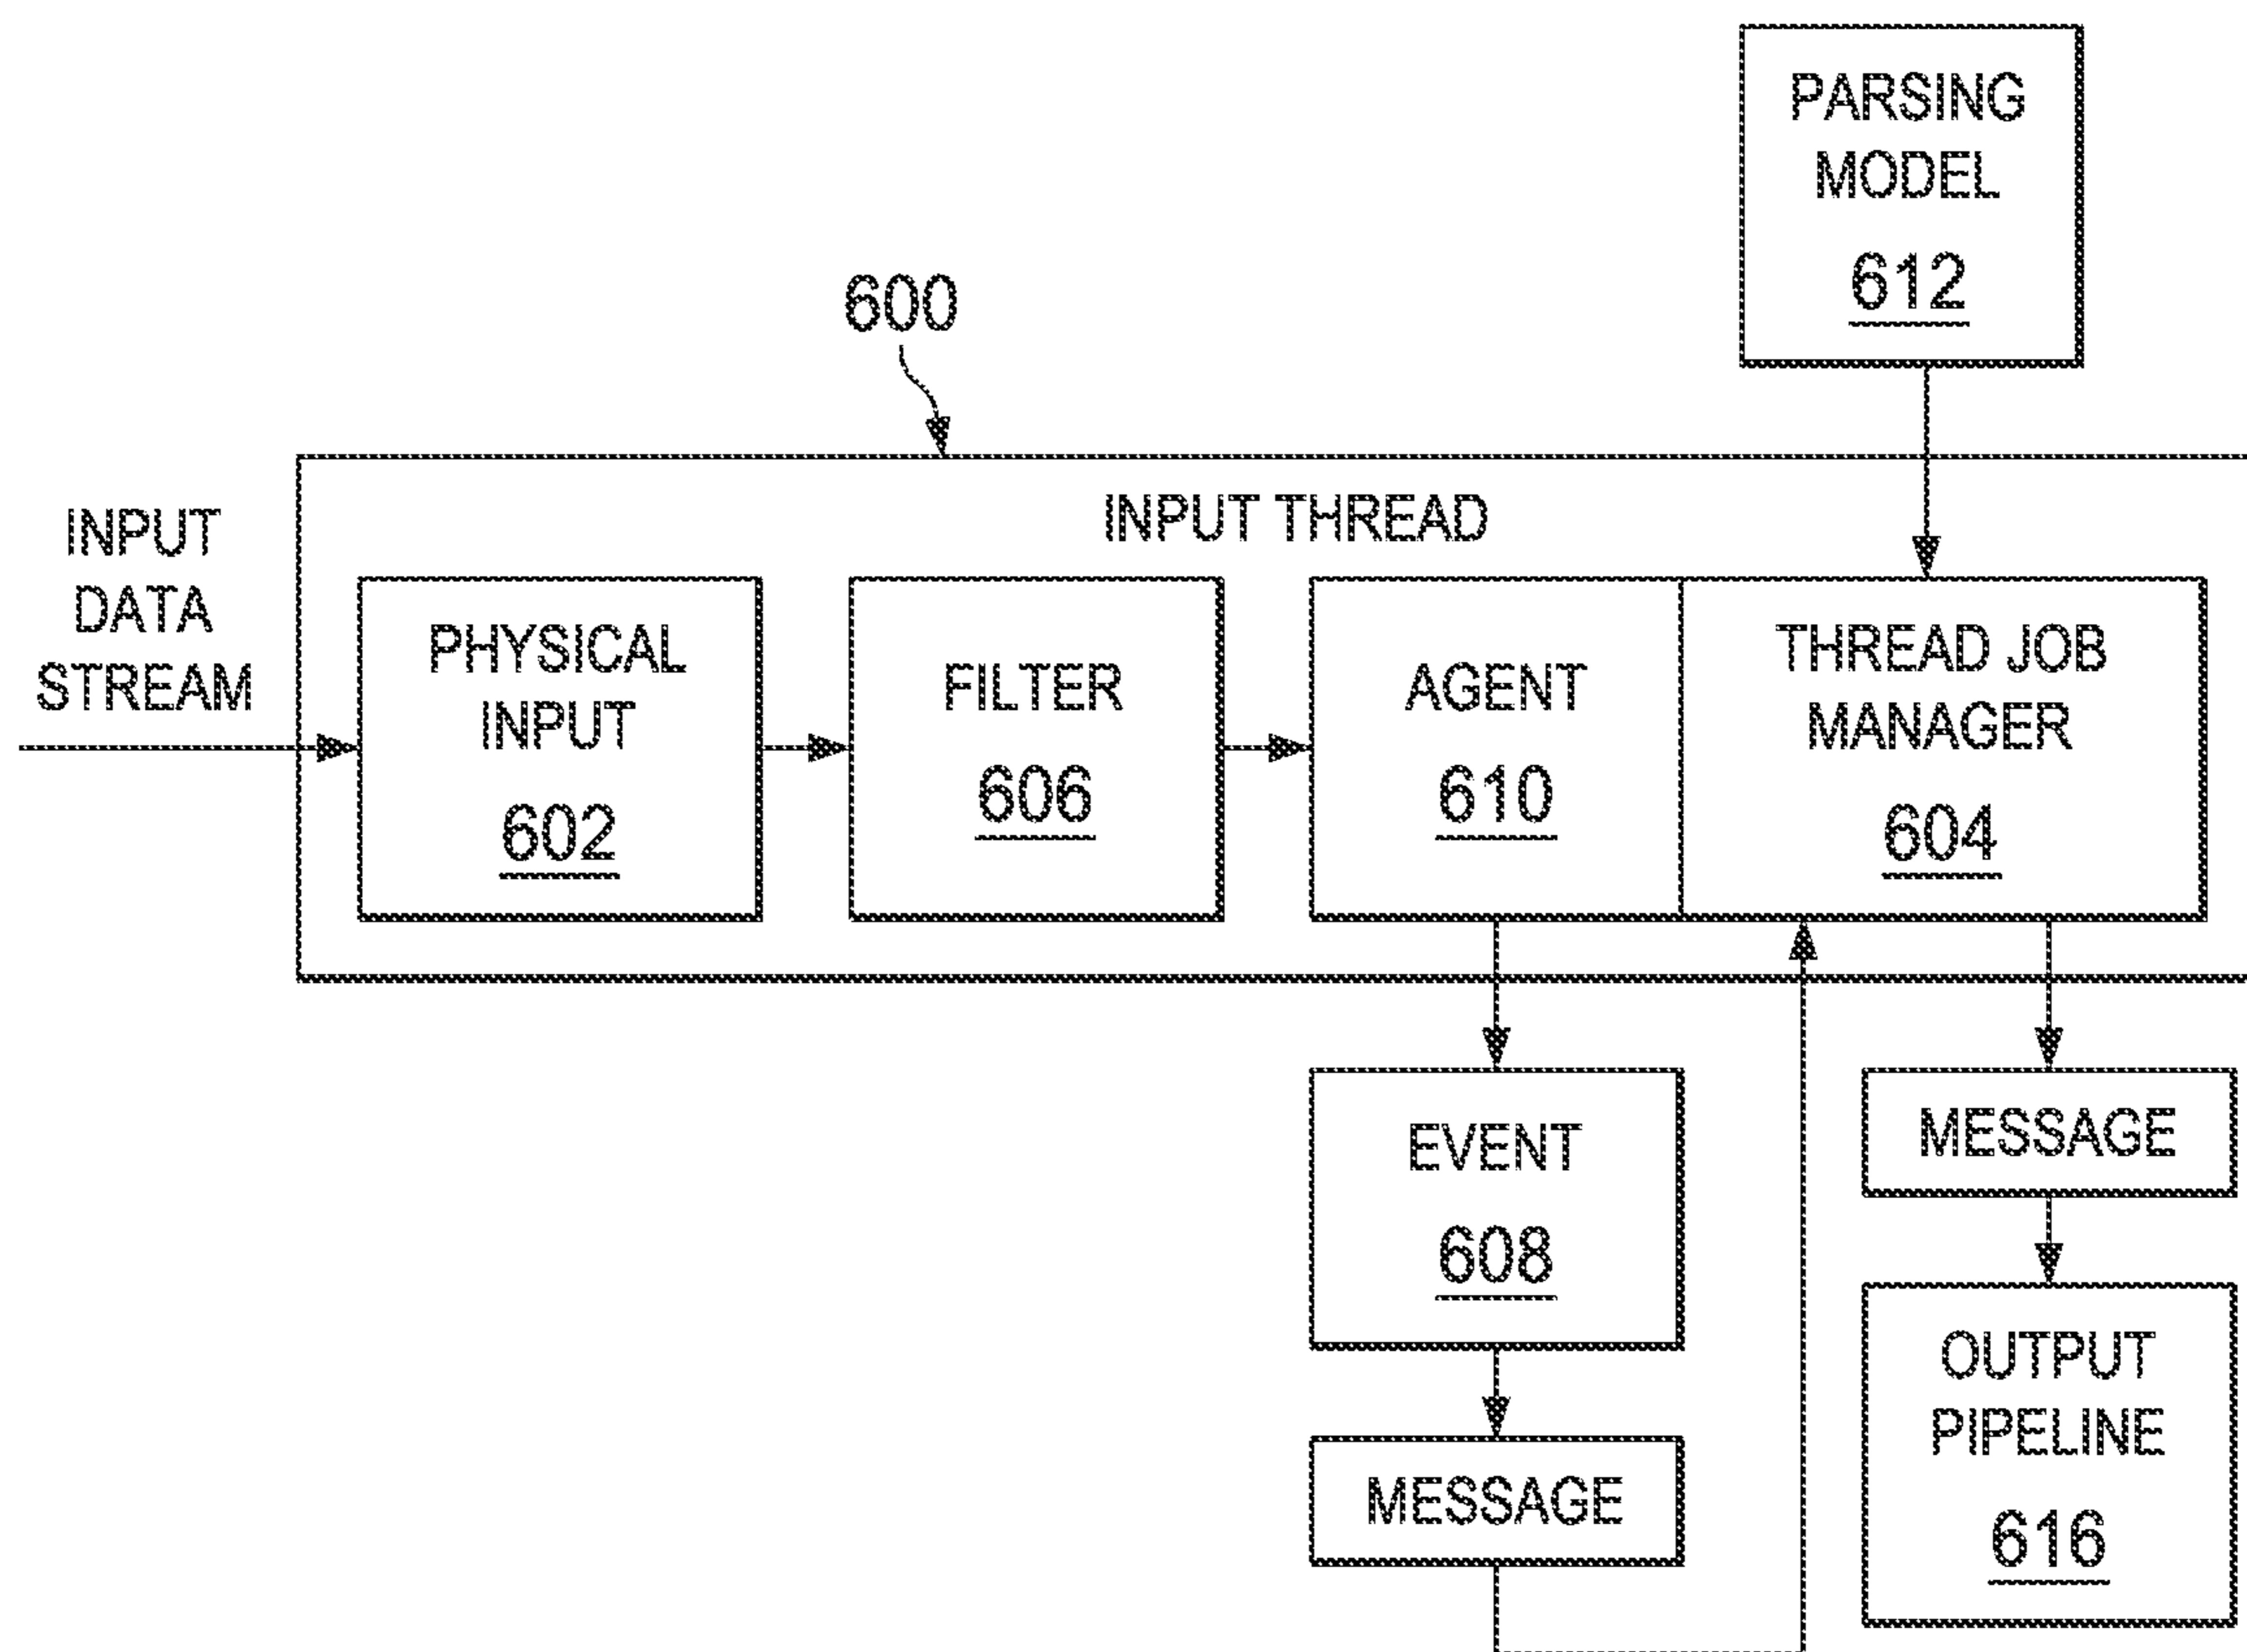 PARSING
MODEL
612
600
INPUT THREAD
INPUT
DATA
STREAM
PHYSICAL
INPUT
602
FILTER
606
AGENT
610
THREAD JOB
MANAGER
604
EVENT
608
MESSAGE
MESSAGE
OUTPUT
PIPELINE
616